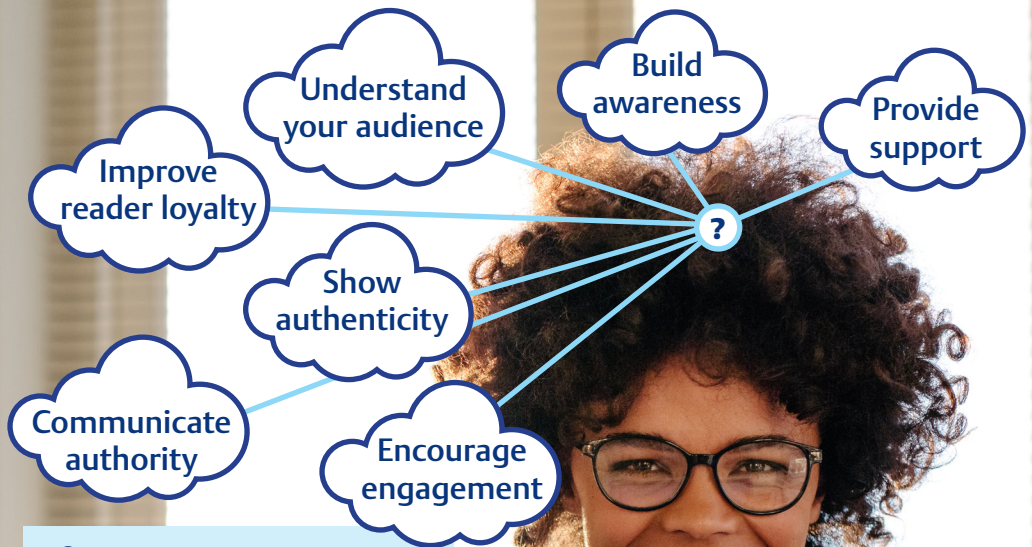 Understand
your audience
Build
awareness
Provide
support
Improve
reader loyalty
?
Show
authenticity
Communicate
authority
Encourage
engagement